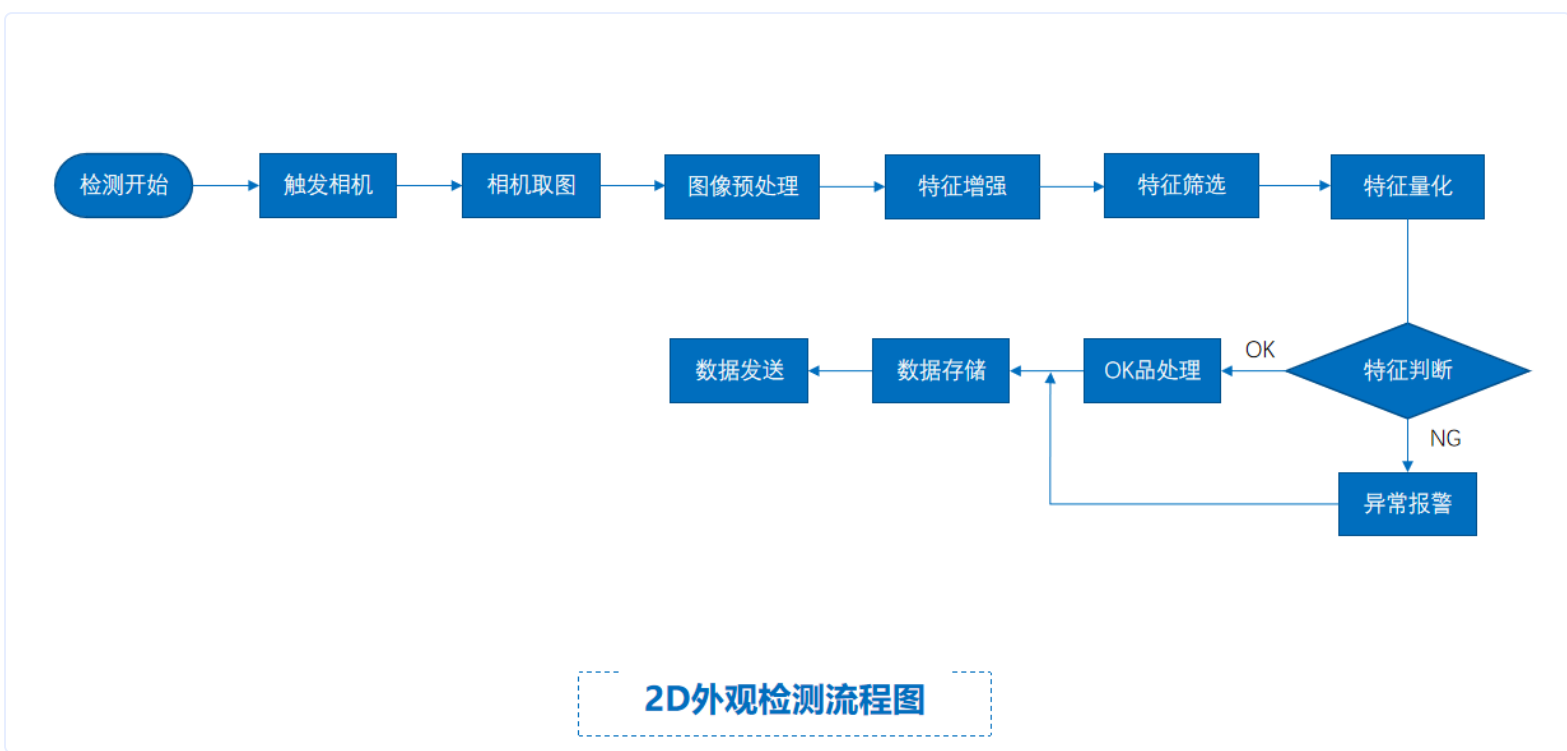 检测开始
触发相机
相机取图
图像预处理
特征增强
特征筛选
特征量化
数据发送
数据存储
OK品处理
OK
特征判断
NG
异常报警
2D外观检测流程图